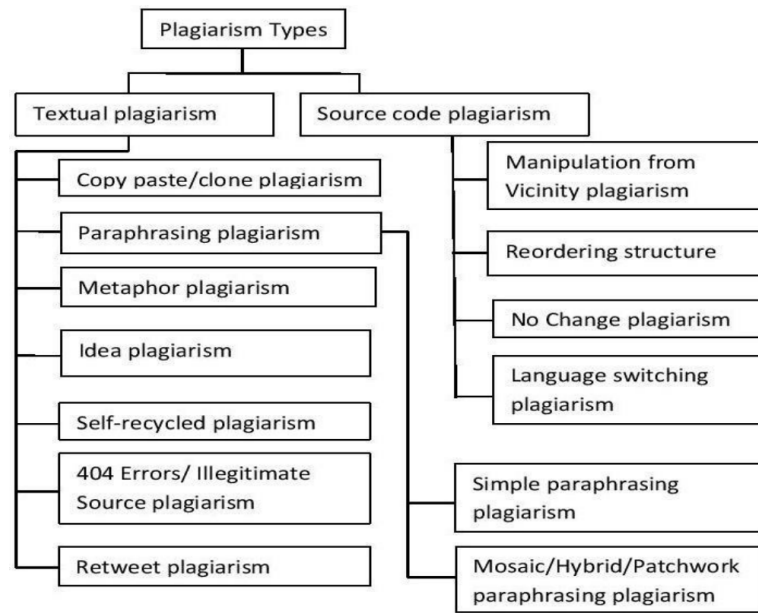 Plagiarism Types
Textual plagiarism
Source code plagiarism
Copy paste/clone plagiarism
Paraphrasing plagiarism
Metaphor plagiarism
Idea plagiarism
Self-recycled plagiarism
404 Errors/ Illegitimate
Source plagiarism
Retweet plagiarism
Manipulation from
Vicinity plagiarism
Reordering structure
No Change plagiarism
Language switching
plagiarism
Simple paraphrasing
plagiarism
Mosaic/Hybrid/Patchwork
paraphrasing plagiarism